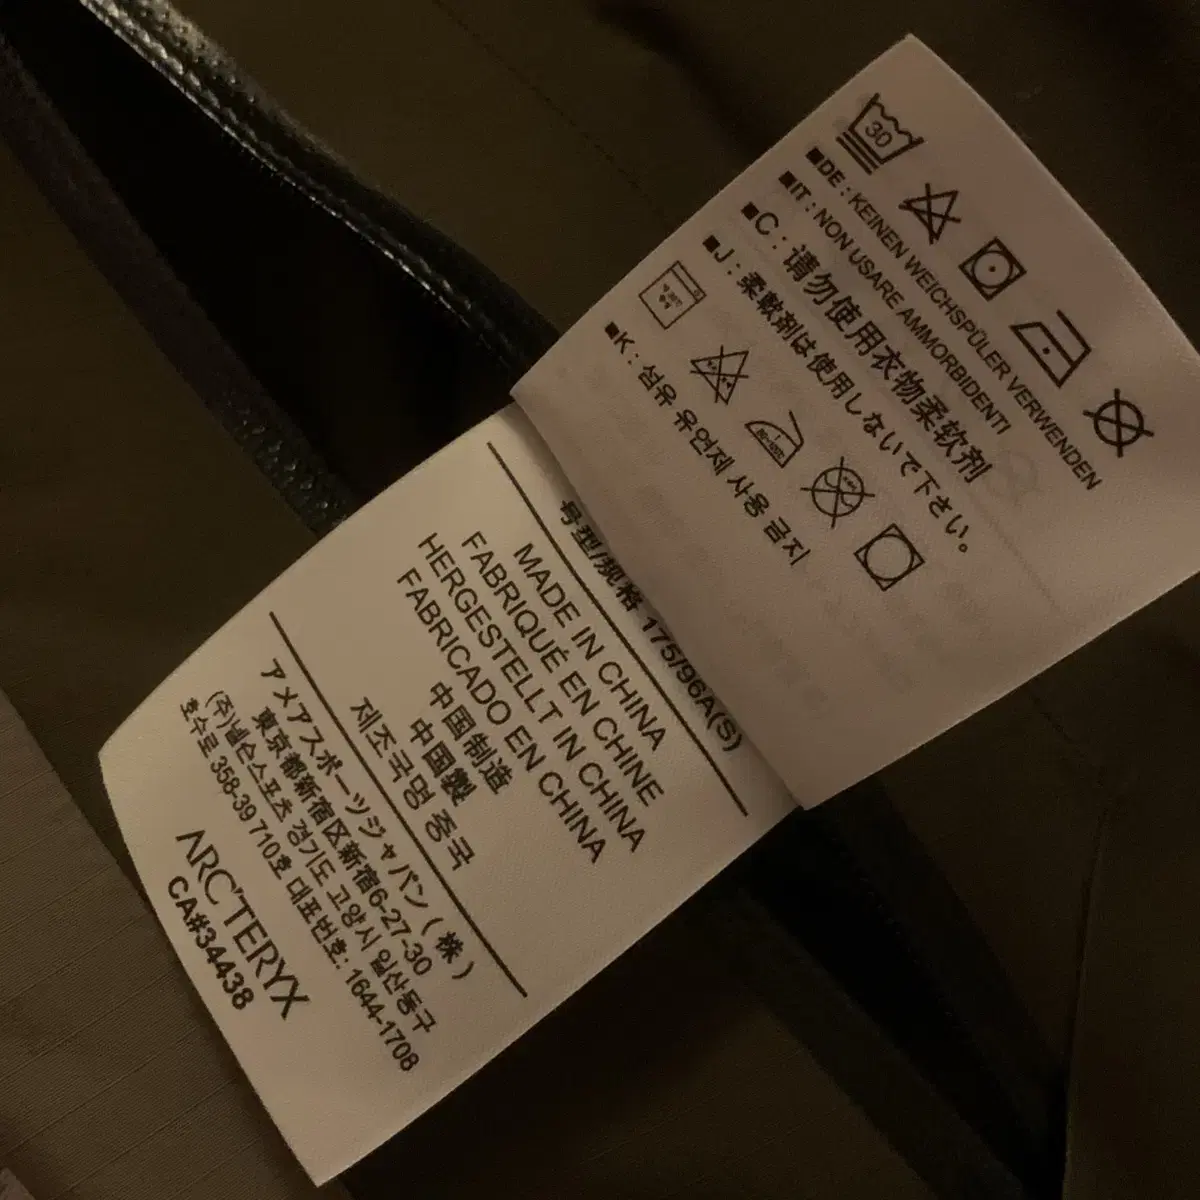 30
■DE : KEINEN WEICHSPÜLER VERWENDEN
■IT : NON USARE AMMORBIDENTI
■C : 请勿使用衣物柔软剂
■J : 柔軟剤は使用しないで下さい。
■K : 섬유 유연제 사용 금지
号型/规格 175/96A(S)
MADE IN CHINA
FABRIQUÉ EN CHINE
HERGESTELLT IN CHINA
FABRICADO EN CHINA
中国制造
中国製
제조국명 중국
アメアスポーツジャパン(株)
東京都新宿区新宿6-27-30
(주)넬슨스포츠 경기도 고양시 일산동구
호수로 358-39 710호 대표번호: 1644-1708
ARC'TERYX
CA#34438